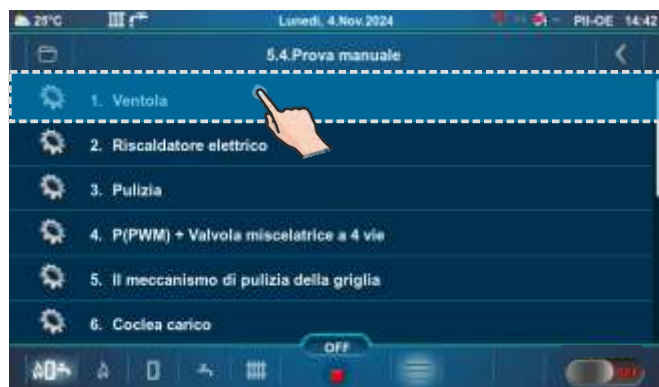 25°C Lunedì, 4.Nov.2024 PII-OE 14:42
5.4.Prova manuale
1. Ventola
2. Riscaldatore elettrico
3. Pulizia
4. P(PWM) + Valvola miscelatrice a 4 vie
5. Il meccanismo di pulizia della griglia
6. Coclea carico
OFF
OFF